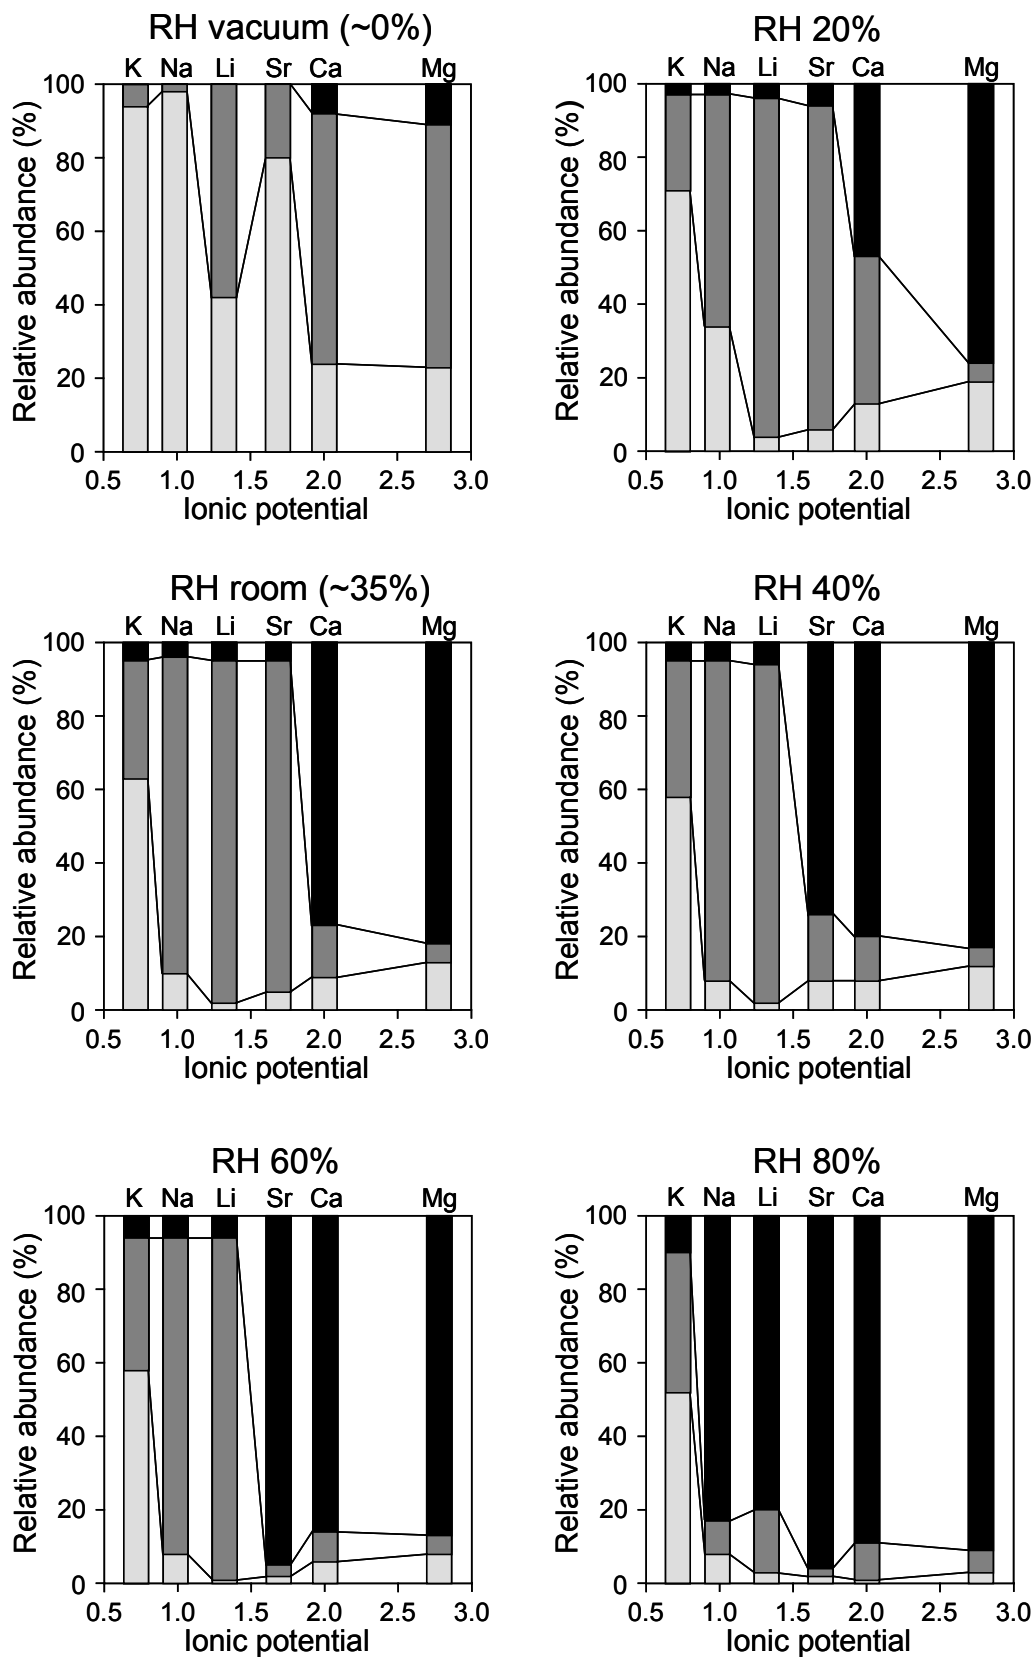 RH vacuum (~0%)
K Na Li Sr Ca Mg
Relative abundance (%)
100
80
60
40
20
0
0.5 1.0 1.5 2.0 2.5 3.0
Ionic potential
RH 20%
K Na Li Sr Ca Mg
Relative abundance (%)
100
80
60
40
20
0
0.5 1.0 1.5 2.0 2.5 3.0
Ionic potential
RH room (~35%)
K Na Li Sr Ca Mg
Relative abundance (%)
100
80
60
40
20
0
0.5 1.0 1.5 2.0 2.5 3.0
Ionic potential
RH 40%
K Na Li Sr Ca Mg
Relative abundance (%)
100
80
60
40
20
0
0.5 1.0 1.5 2.0 2.5 3.0
Ionic potential
RH 60%
K Na Li Sr Ca Mg
Relative abundance (%)
100
80
60
40
20
0
0.5 1.0 1.5 2.0 2.5 3.0
Ionic potential
RH 80%
K Na Li Sr Ca Mg
Relative abundance (%)
100
80
60
40
20
0
0.5 1.0 1.5 2.0 2.5 3.0
Ionic potential